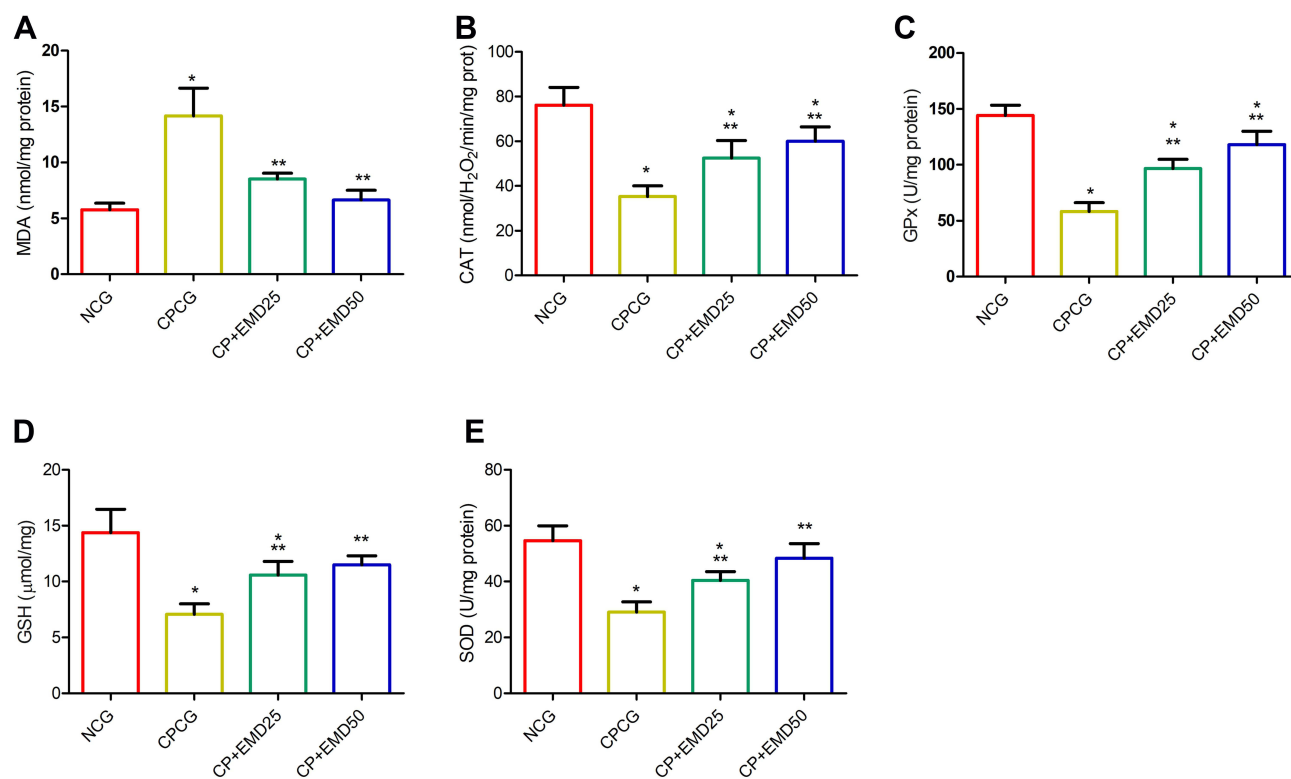 A
MDA (nmol/mg protein)
20
15
10
5
0
*
**
**
NCG
CPCG
CP+EMD25
CP+EMD50
B
CAT (nmol/H₂O₂/min/mg prot)
100
80
60
40
20
0
*
*
**
*
**
NCG
CPCG
CP+EMD25
CP+EMD50
C
GPx (U/mg protein)
200
150
100
50
0
*
*
**
*
**
NCG
CPCG
CP+EMD25
CP+EMD50
D
GSH (μmol/mg)
20
15
10
5
0
*
*
**
**
NCG
CPCG
CP+EMD25
CP+EMD50
E
SOD (U/mg protein)
80
60
40
20
0
*
*
**
**
NCG
CPCG
CP+EMD25
CP+EMD50